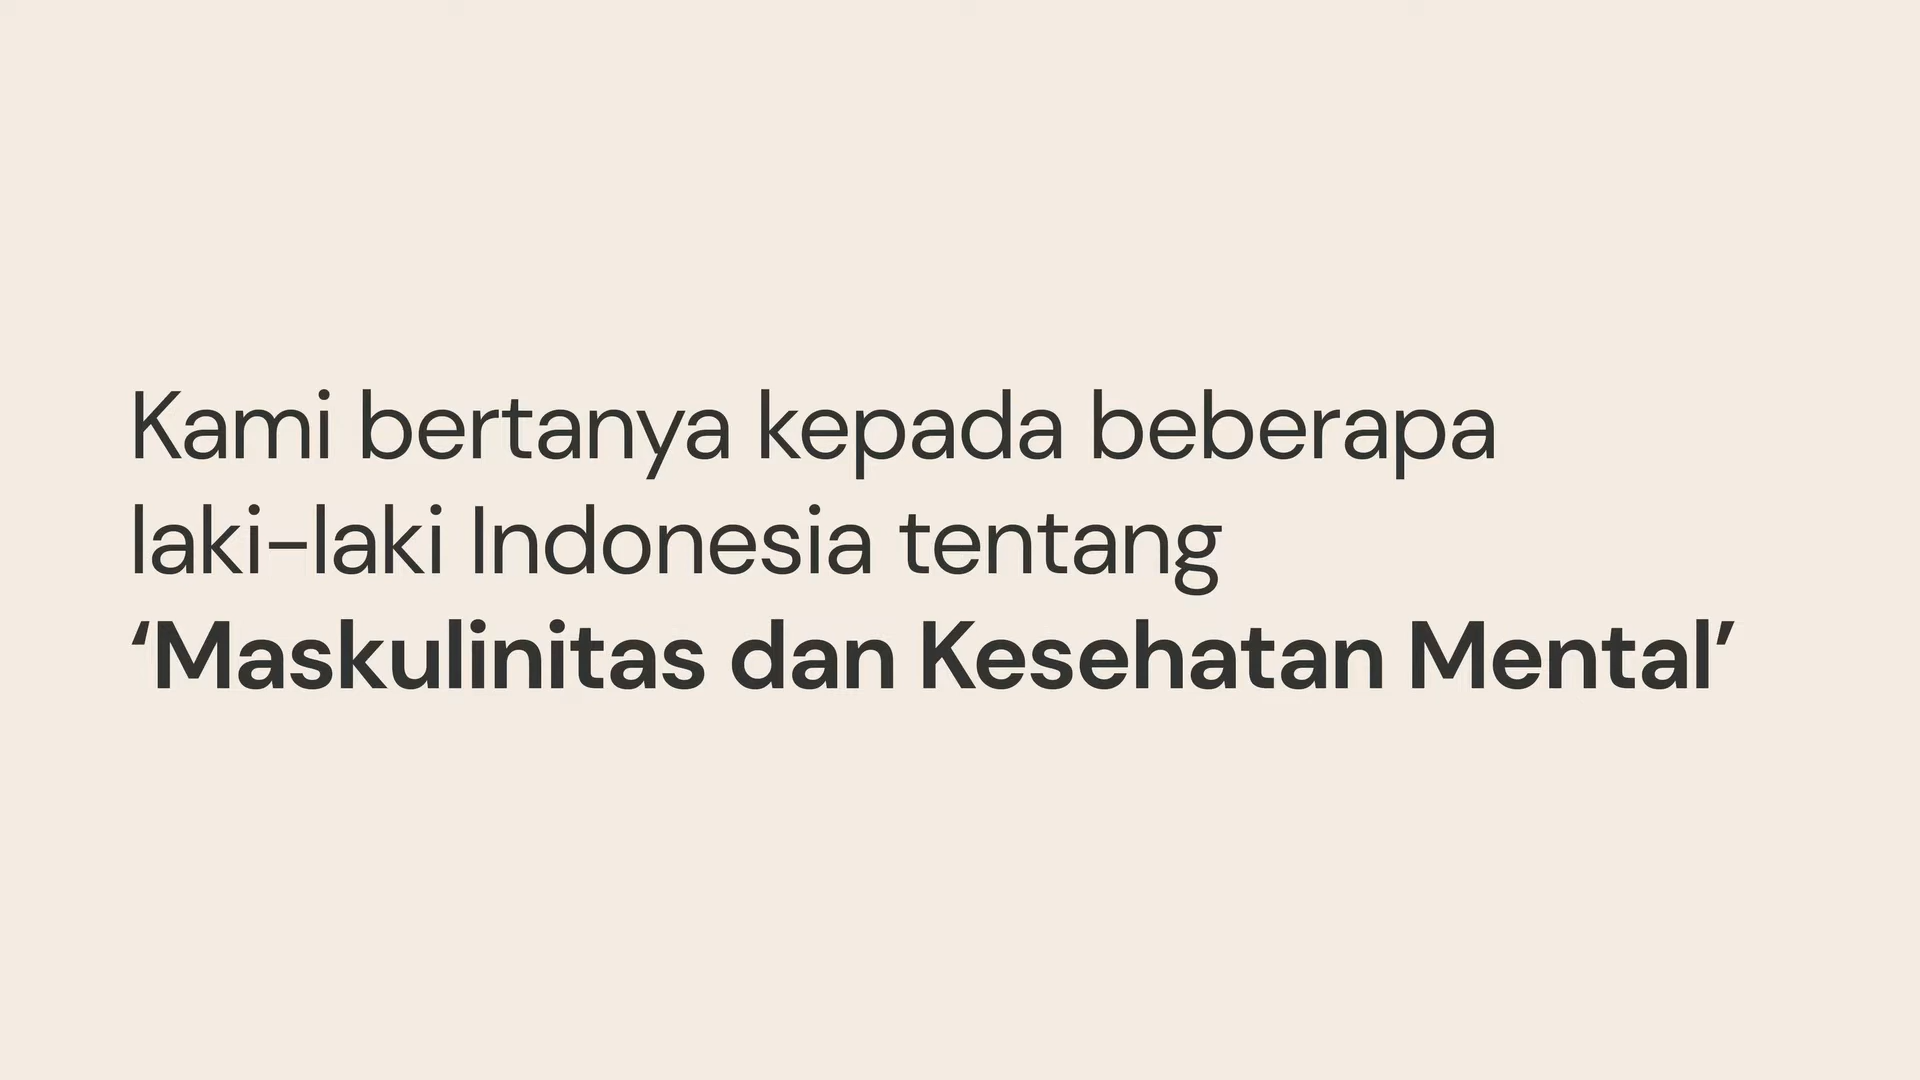 Kami bertanya kepada beberapa
laki-laki Indonesia tentang
‘Maskulinitas dan Kesehatan Mental’